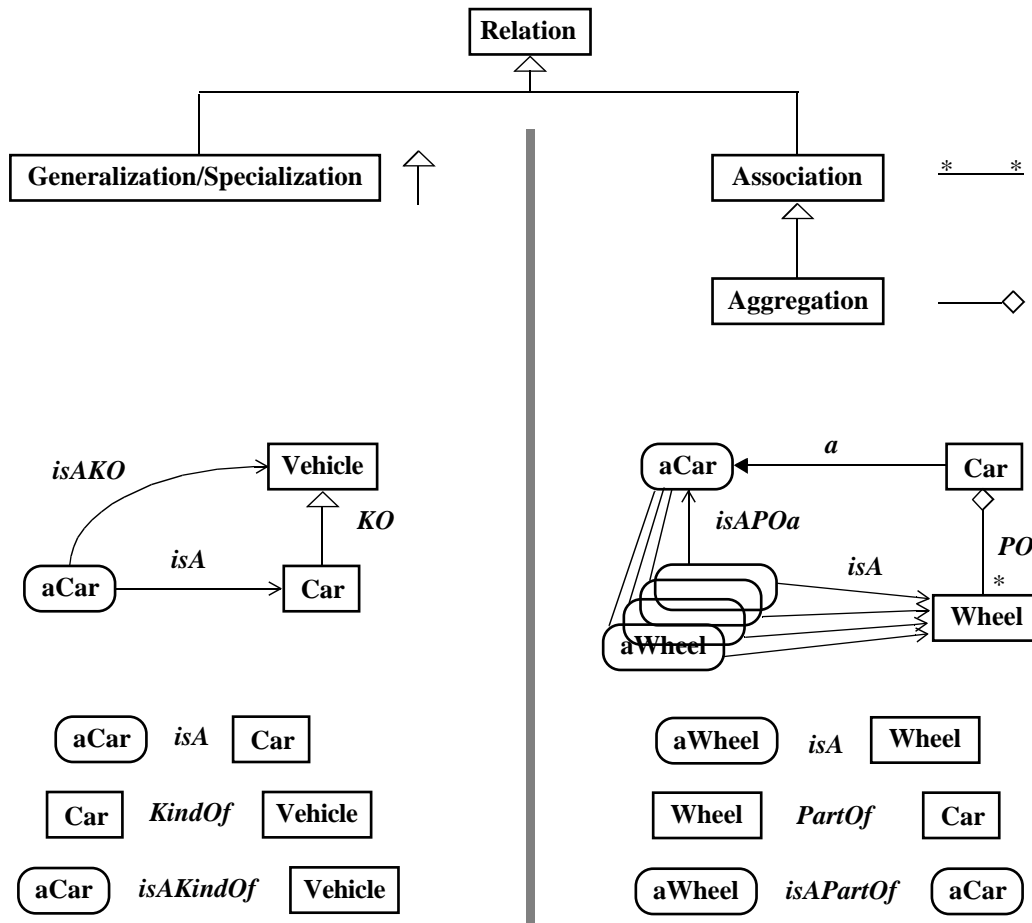 Relation
Generalization/Specialization
Association
* *
Aggregation
isAKO
Vehicle
KO
isA
aCar
Car
aCar
a
Car
isAPOa
PO
isA
*
Wheel
aWheel
aCar isA Car
Car KindOf Vehicle
aCar isAKindOf Vehicle
aWheel isA Wheel
Wheel PartOf Car
aWheel isAPartOf aCar